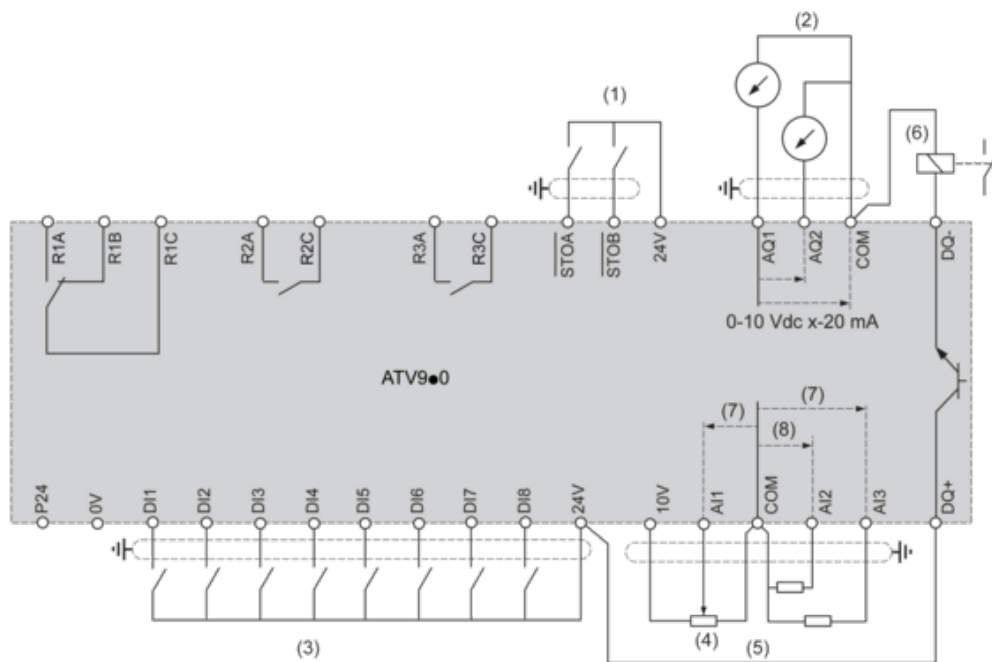 (2)
(1)
(6)
R1A
R1B
R1C
R2A
R2C
R3A
R3C
STOA
STOB
24V
AQ1
AQ2
COM
DQ-
0-10 Vdc x-20 mA
ATV9●0
(7)
(7)
(8)
P24
0V
DI1
DI2
DI3
DI4
DI5
DI6
DI7
DI8
24V
10V
AI1
COM
AI2
AI3
DQ+
(3)
(4)
(5)